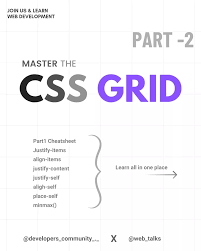 JOIN US & LEARN
WEB DEVELOPMENT
PART -2
MASTER THE
CSS GRID
Part1 Cheatsheet
Justify-items
align-items
justify-content
justify-self
aligh-self
place-self
minmax()
Learn all in one place
@developers_community__ X @web_talks